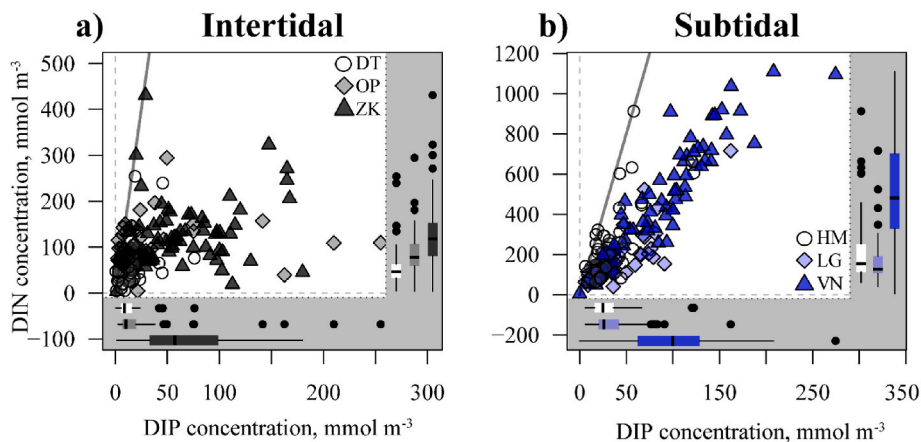 a) Intertidal
DIN concentration, mmol m⁻³
500
400
300
200
100
0
−100
DT
OP
ZK
0 50 100 150 200 250 300
DIP concentration, mmol m⁻³
b) Subtidal
1200
1000
800
600
400
200
0
−200
HM
LG
VN
0 50 150 250 350
DIP concentration, mmol m⁻³